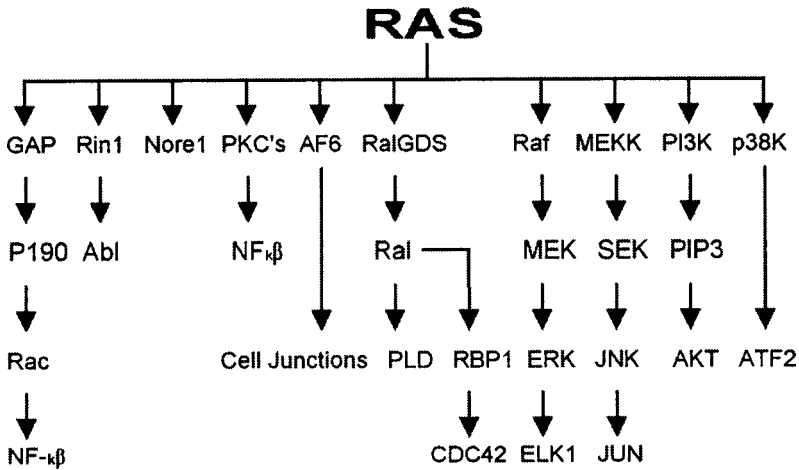 RAS
GAP Rin1 Nore1 PKC's AF6 RalGDS Raf MEKK PI3K p38K
P190 Abl NFκβ Ral MEK SEK PIP3
Rac Cell Junctions PLD RBP1 ERK JNK AKT ATF2
NF-κβ CDC42 ELK1 JUN